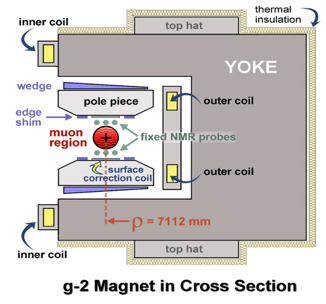 inner coil
top hat
thermal
insulation
YOKE
wedge
pole piece
outer coil
edge
shim
muon
region
fixed NMR probes
surface
correction coil
outer coil
ρ = 7112 mm
inner coil
top hat
g-2 Magnet in Cross Section